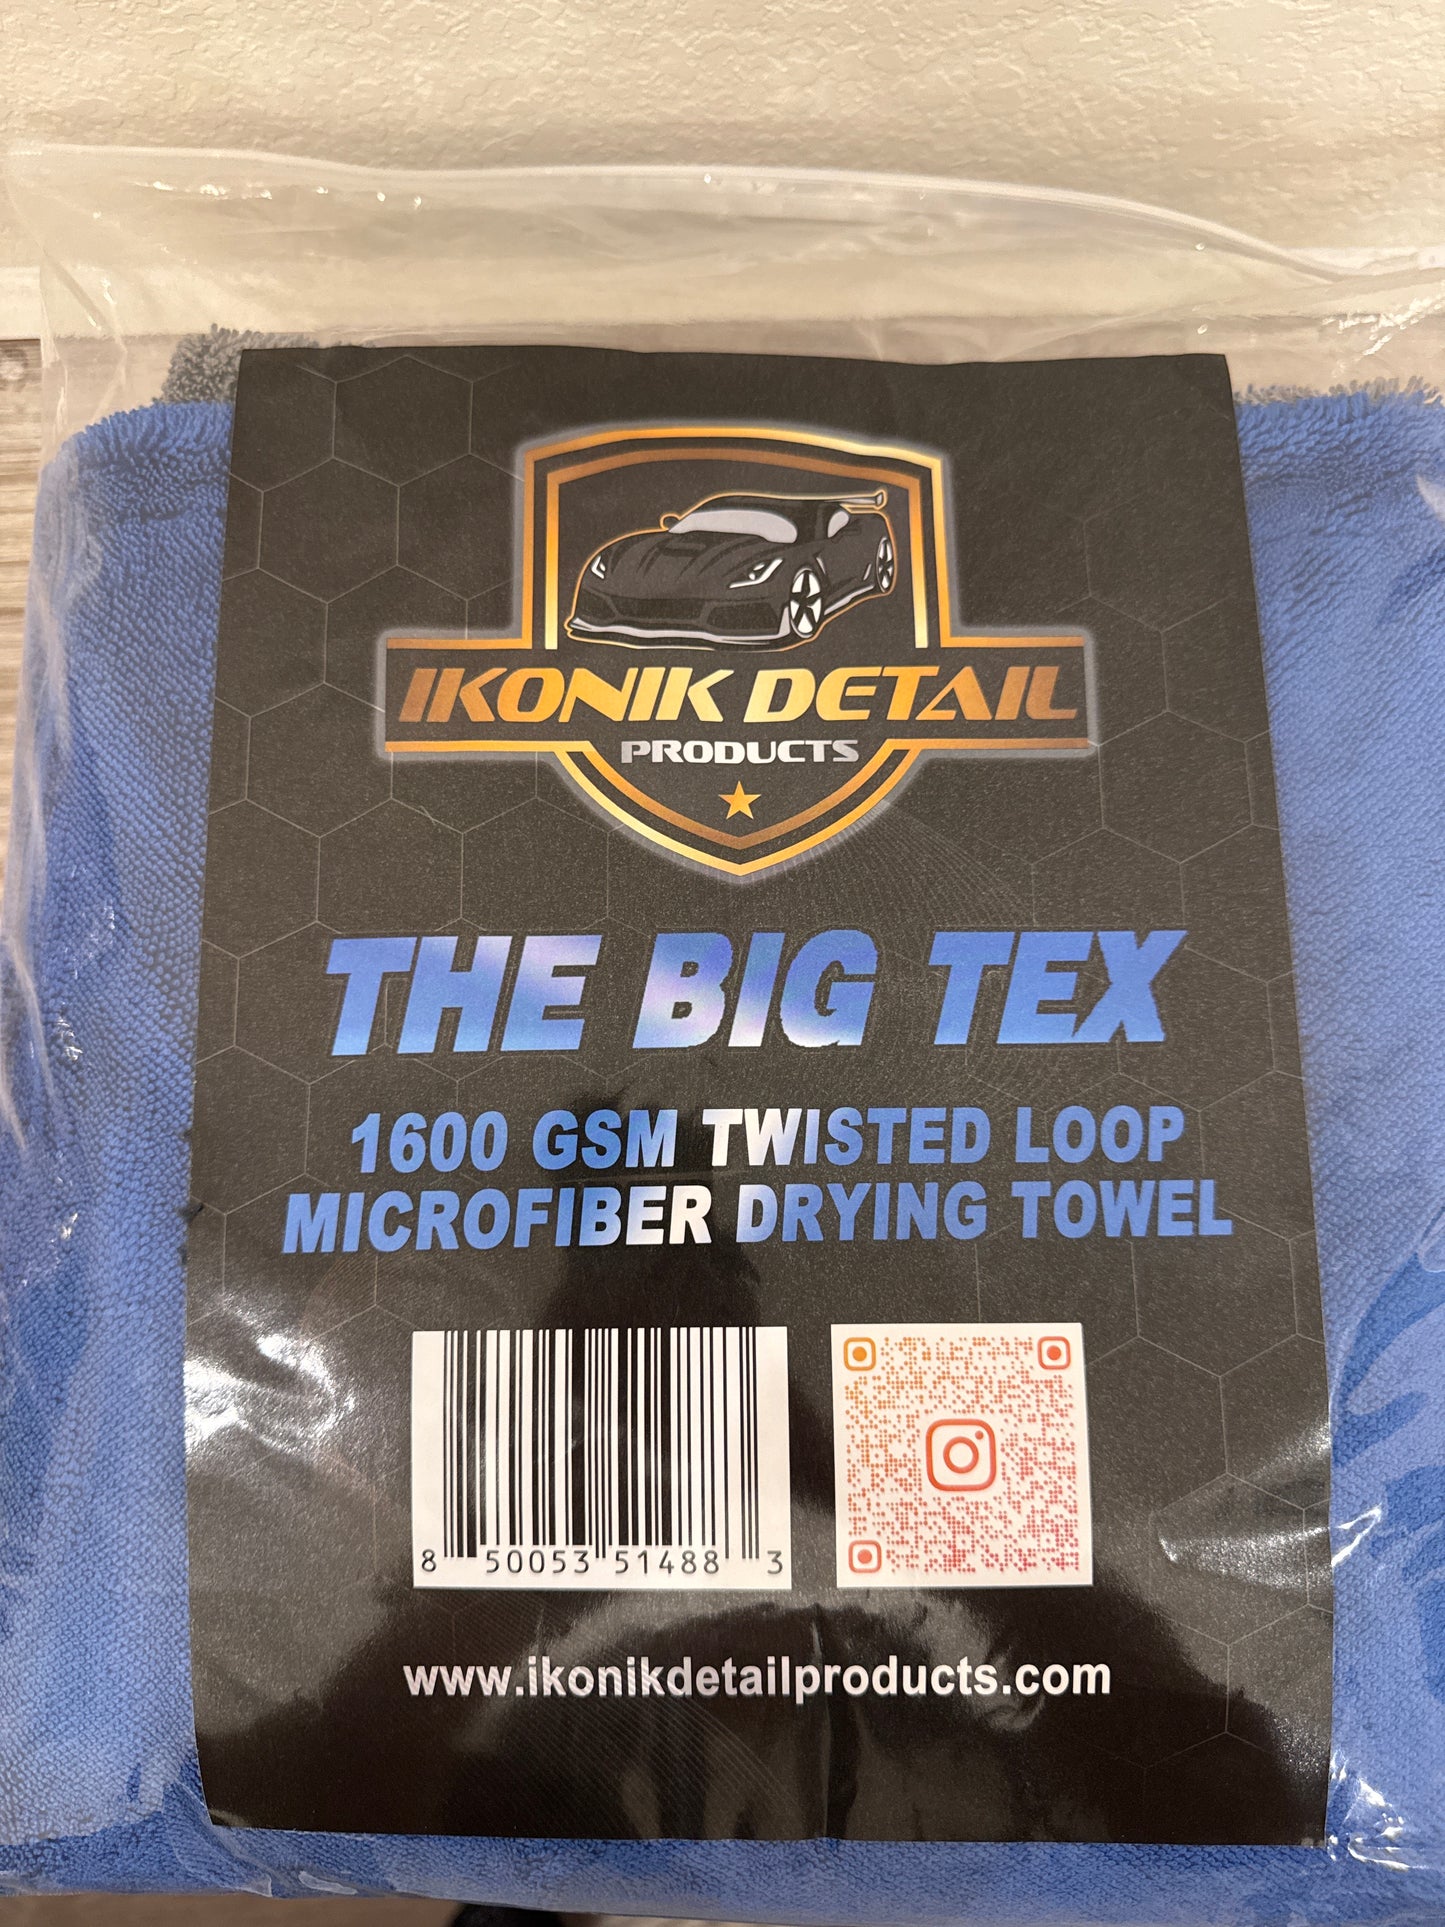 IKONIK DETAIL
PRODUCTS
THE BIG TEX
1600 GSM TWISTED LOOP
MICROFIBER DRYING TOWEL
8 50053 51488 3
www.ikonikdetailproducts.com